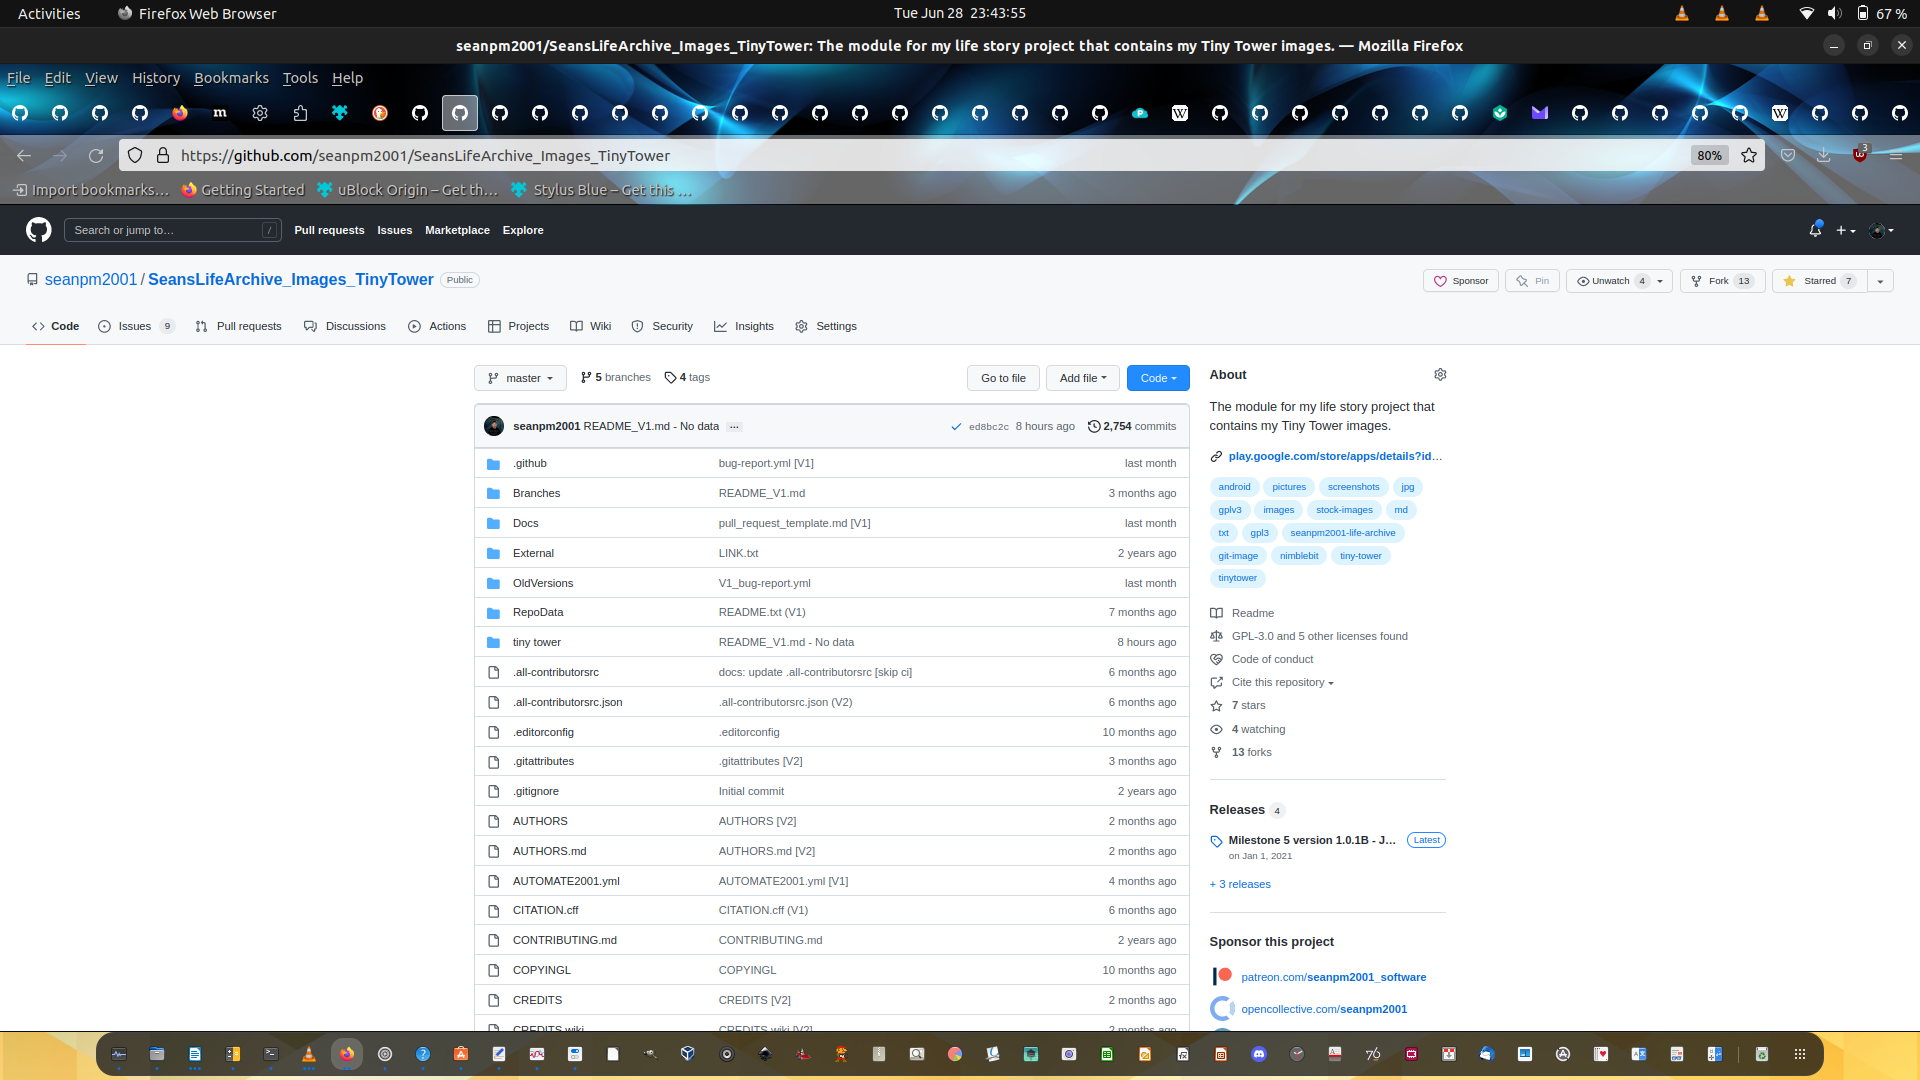 Activities Firefox Web Browser Tue Jun 28 23:43:55 67 %
seanpm2001/SeansLifeArchive_Images_TinyTower: The module for my life story project that contains my Tiny Tower images. — Mozilla Firefox
File Edit View History Bookmarks Tools Help
https://github.com/seanpm2001/SeansLifeArchive_Images_TinyTower 80% 3
Import bookmarks… Getting Started uBlock Origin – Get th… Stylus Blue – Get this …
Search or jump to… / Pull requests Issues Marketplace Explore
seanpm2001 / SeansLifeArchive_Images_TinyTower Public Sponsor Pin Unwatch 4 Fork 13 Starred 7
Code Issues 9 Pull requests Discussions Actions Projects Wiki Security Insights Settings
master 5 branches 4 tags Go to file Add file Code
seanpm2001 README_V1.md - No data … ed8bc2c 8 hours ago 2,754 commits
.github bug-report.yml [V1] last month
Branches README_V1.md 3 months ago
Docs pull_request_template.md [V1] last month
External LINK.txt 2 years ago
OldVersions V1_bug-report.yml last month
RepoData README.txt (V1) 7 months ago
tiny tower README_V1.md - No data 8 hours ago
.all-contributorsrc docs: update .all-contributorsrc [skip ci] 6 months ago
.all-contributorsrc.json .all-contributorsrc.json (V2) 6 months ago
.editorconfig .editorconfig 10 months ago
.gitattributes .gitattributes [V2] 3 months ago
.gitignore Initial commit 2 years ago
AUTHORS AUTHORS [V2] 2 months ago
AUTHORS.md AUTHORS.md [V2] 2 months ago
AUTOMATE2001.yml AUTOMATE2001.yml [V1] 4 months ago
CITATION.cff CITATION.cff (V1) 6 months ago
CONTRIBUTING.md CONTRIBUTING.md 2 years ago
COPYINGL COPYINGL 10 months ago
CREDITS CREDITS [V2] 2 months ago
CREDITS.wiki CREDITS.wiki [V2] 2 months ago
About
The module for my life story project that
contains my Tiny Tower images.
play.google.com/store/apps/details?id…
android pictures screenshots jpg
gplv3 images stock-images md
txt gpl3 seanpm2001-life-archive
git-image nimblebit tiny-tower
tinytower
Readme
GPL-3.0 and 5 other licenses found
Code of conduct
Cite this repository
7 stars
4 watching
13 forks
Releases 4
Milestone 5 version 1.0.1B - J… Latest
on Jan 1, 2021
+ 3 releases
Sponsor this project
patreon.com/seanpm2001_software
opencollective.com/seanpm2001